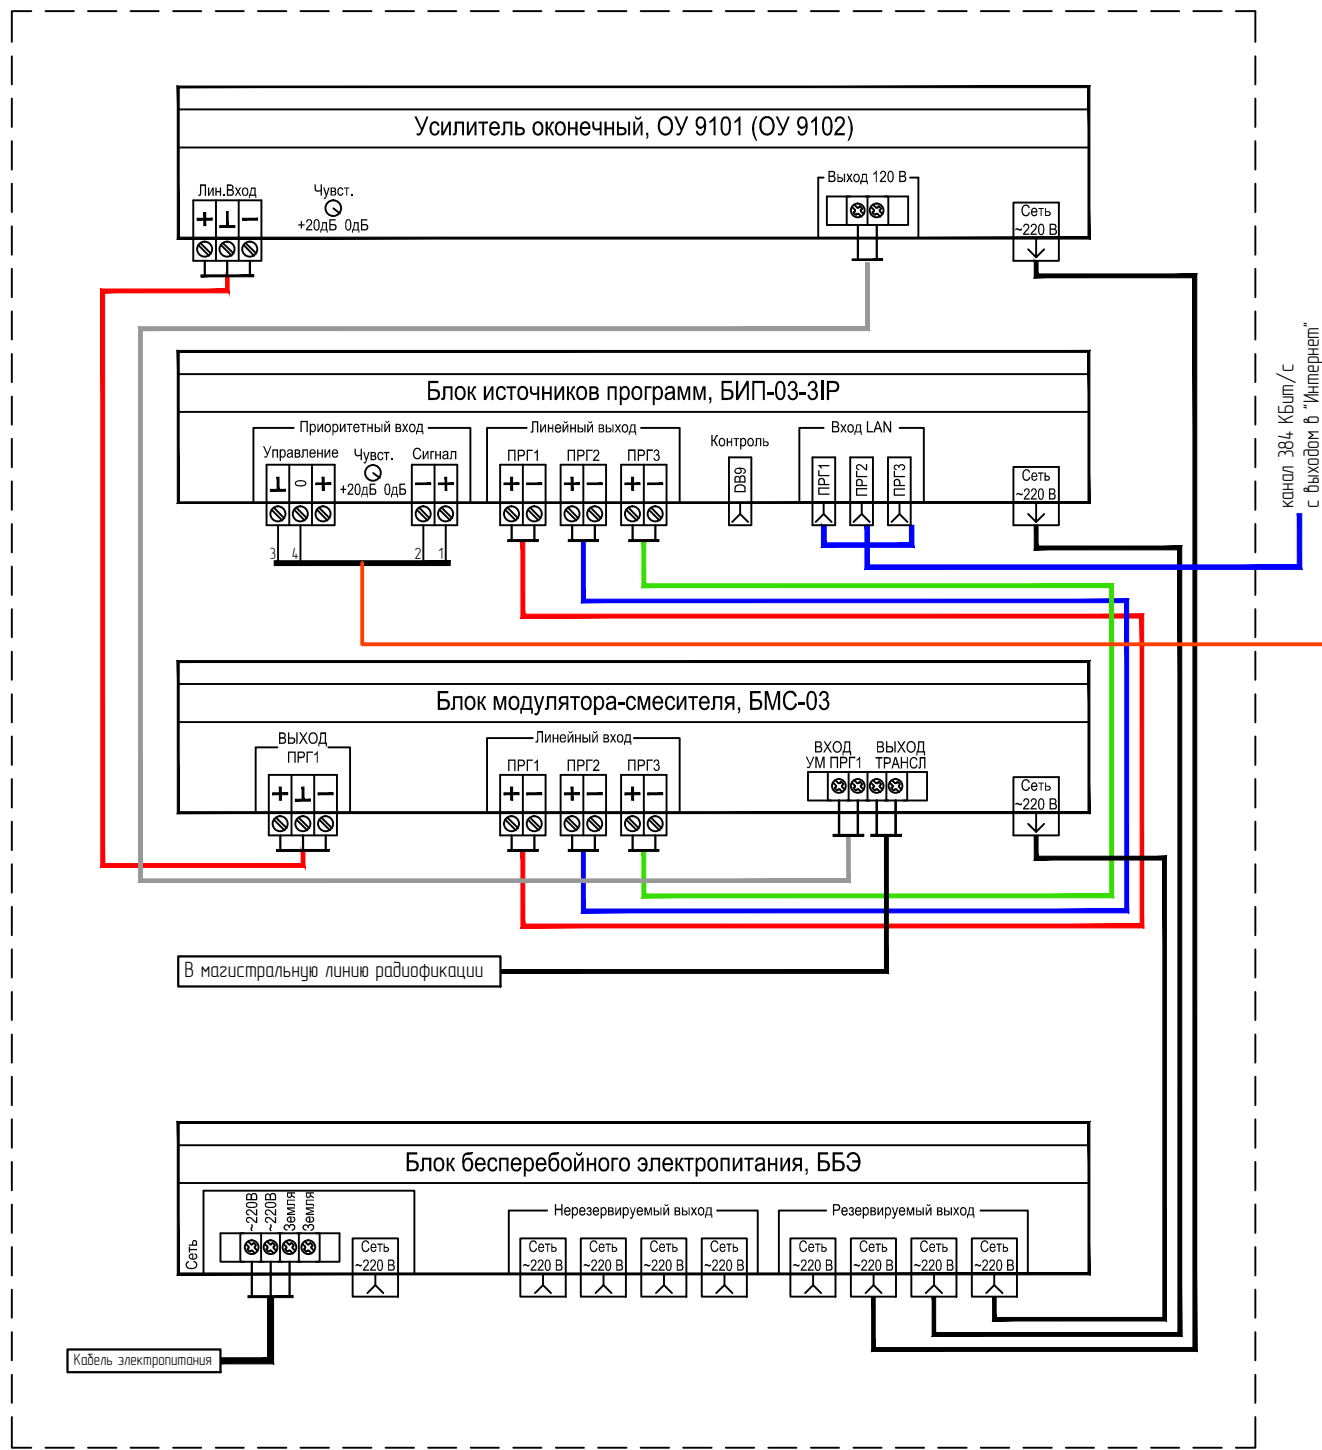 Усилитель оконечный, ОУ 9101 (ОУ 9102)
Лин.Вход
+ ⊥ −
Чувст.
+20дБ 0дБ
Выход 120 В
Сеть
~220 В
канал 384 КБит/с
с выходом в "Интернет"
Блок источников программ, БИП-03-3IP
Приоритетный вход
Управление
⊥ 0 +
Чувст.
+20дБ 0дБ
Сигнал
− +
3 4 2 1
Линейный выход
ПРГ1 ПРГ2 ПРГ3
+ − + − + −
Контроль
DB9
Вход LAN
ПРГ1
ПРГ2
ПРГ3
Сеть
~220 В
Блок модулятора-смесителя, БМС-03
ВЫХОД
ПРГ1
+ ⊥ −
Линейный вход
ПРГ1 ПРГ2 ПРГ3
+ − + − + −
ВХОД
УМ ПРГ1
ВЫХОД
ТРАНСЛ
Сеть
~220 В
В магистральную линию радиофикации
Блок бесперебойного электропитания, ББЭ
Сеть
~220В
~220В
Земля
Земля
Сеть
~220 В
Нерезервируемый выход
Сеть
~220 В
Сеть
~220 В
Сеть
~220 В
Сеть
~220 В
Резервируемый выход
Сеть
~220 В
Сеть
~220 В
Сеть
~220 В
Сеть
~220 В
Кабель электропитания